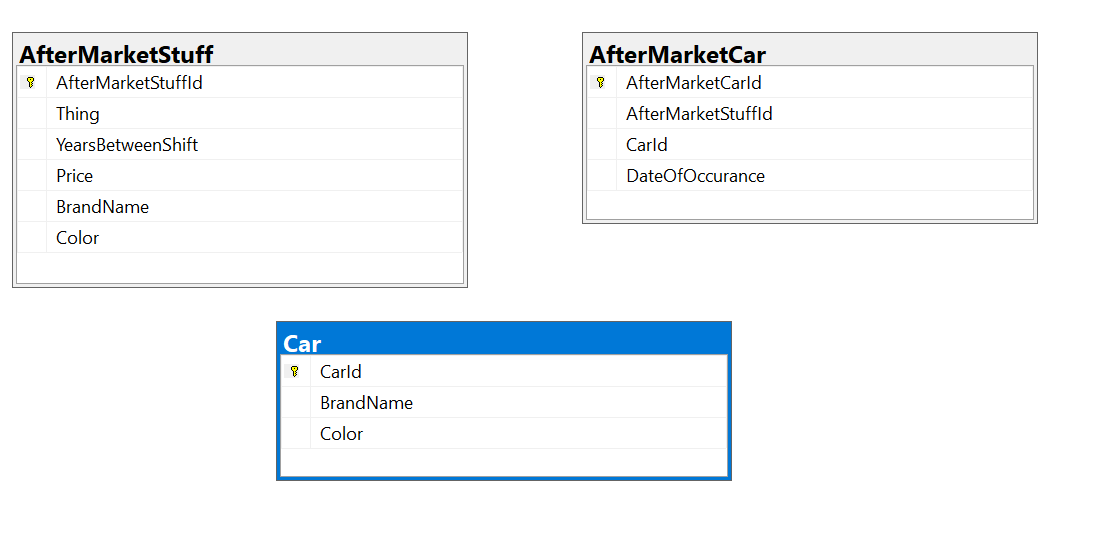 AfterMarketStuff
AfterMarketStuffId
Thing
YearsBetweenShift
Price
BrandName
Color
AfterMarketCar
AfterMarketCarId
AfterMarketStuffId
CarId
DateOfOccurance
Car
CarId
BrandName
Color